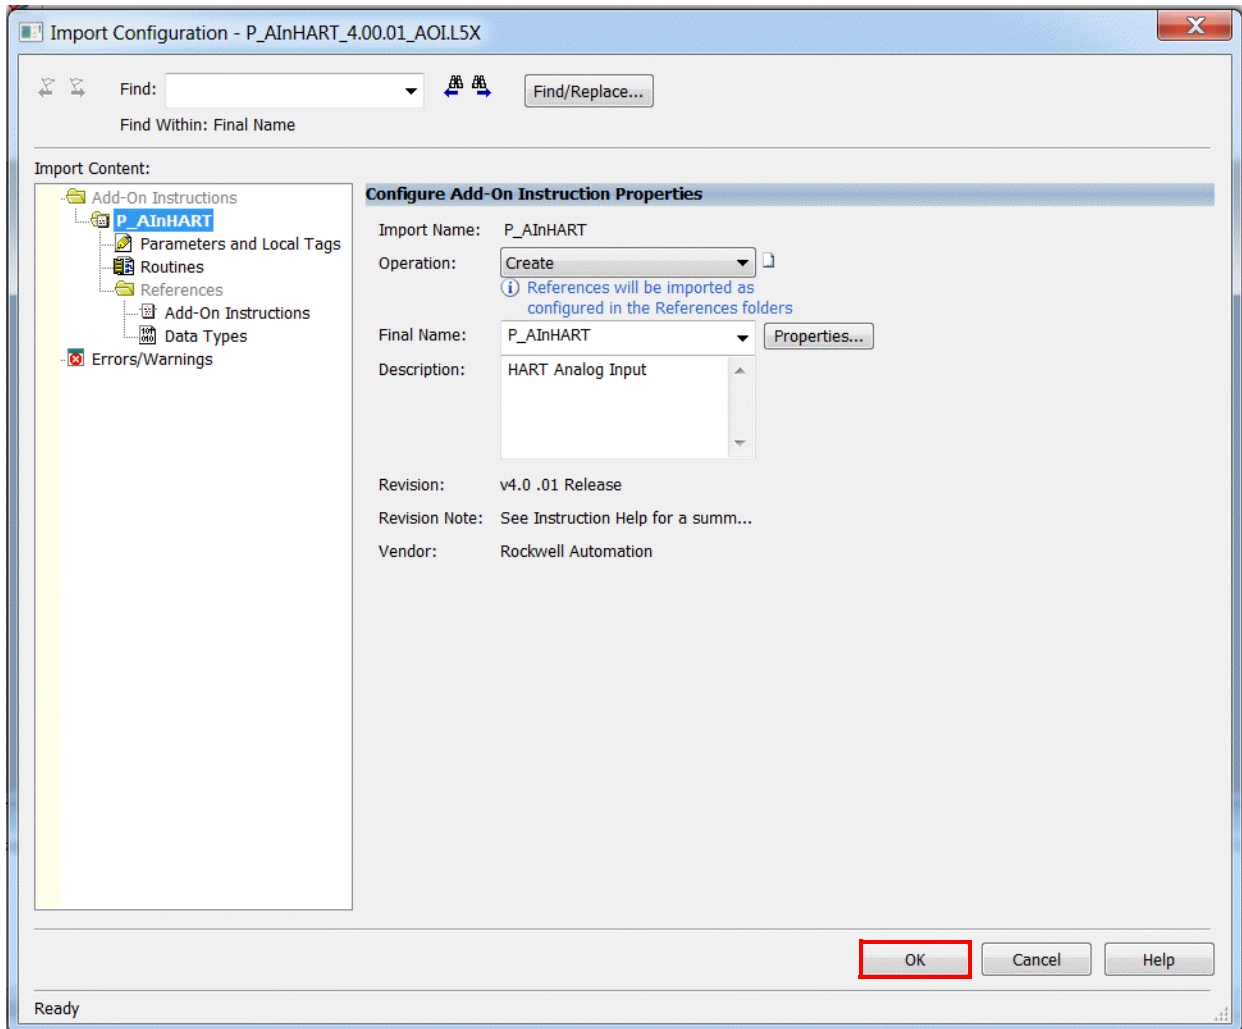 Import Configuration - P_AInHART_4.00.01_AOI.L5X
X
Find:
Find/Replace...
Find Within: Final Name
Import Content:
Add-On Instructions
P_AInHART
Parameters and Local Tags
Routines
References
Add-On Instructions
Data Types
Errors/Warnings
Configure Add-On Instruction Properties
Import Name: P_AInHART
Operation: Create
References will be imported as
configured in the References folders
Final Name: P_AInHART Properties...
Description: HART Analog Input
Revision: v4.0 .01 Release
Revision Note: See Instruction Help for a summ...
Vendor: Rockwell Automation
OK Cancel Help
Ready